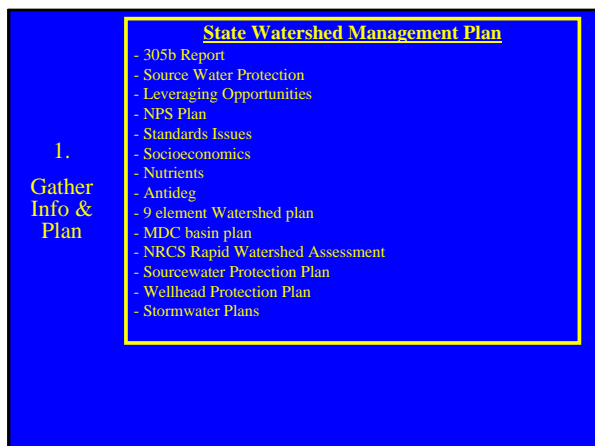 State Watershed Management Plan
- 305b Report
- Source Water Protection
- Leveraging Opportunities
- NPS Plan
- Standards Issues
- Socioeconomics
- Nutrients
- Antideg
- 9 element Watershed plan
- MDC basin plan
- NRCS Rapid Watershed Assessment
- Sourcewater Protection Plan
- Wellhead Protection Plan
- Stormwater Plans
1.
Gather
Info &
Plan